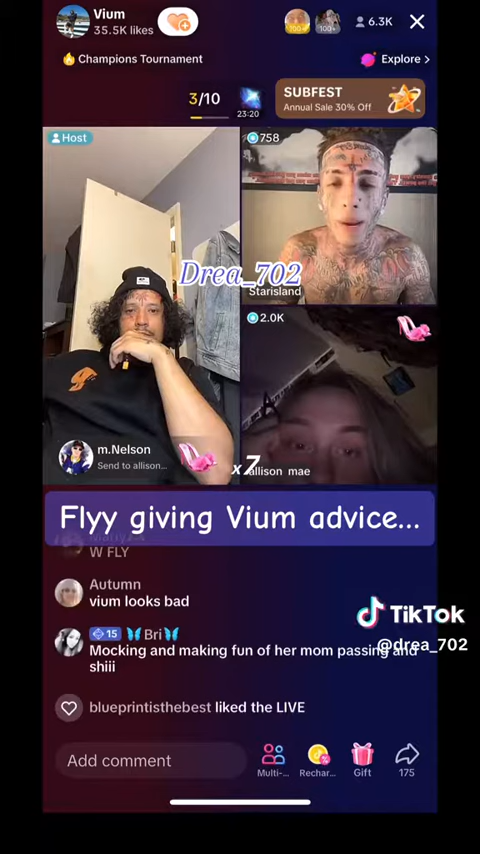 Vium
35.5K likes
100+
100+
6.3K
Champions Tournament
Explore >
3/10
23:20
SUBFEST
Annual Sale 30% Off
Host
758
Drea_702
Starisland
2.0K
m.Nelson
Send to allison...
x7
allison mae
Flyy giving Vium advice...
W FLY
Autumn
vium looks bad
15 Bri
Mocking and making fun of her mom passing and
shiii
TikTok
@drea_702
blueprintisthebest liked the LIVE
Add comment
Multi-...
Rechar...
Gift
175